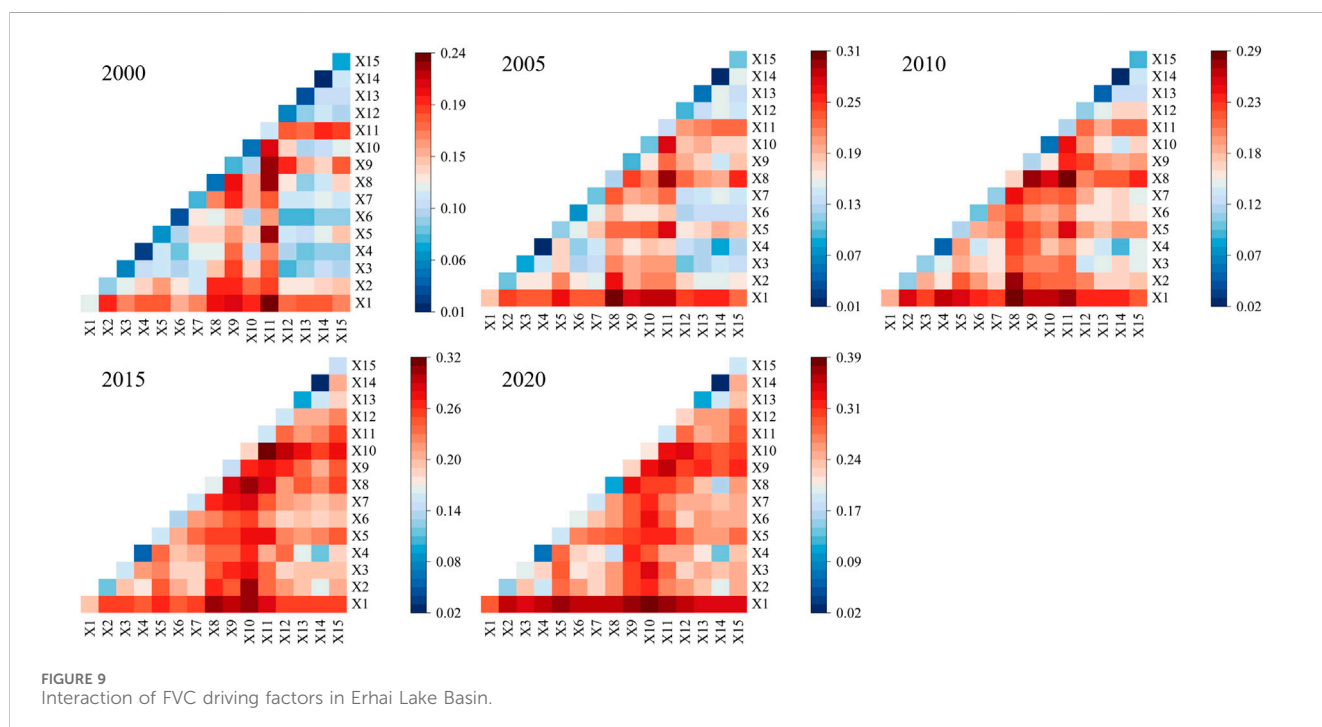 2000
0.24
0.19
0.15
0.10
0.06
0.01
X15
X14
X13
X12
X11
X10
X9
X8
X7
X6
X5
X4
X3
X2
X1
X1 X2 X3 X4 X5 X6 X7 X8 X9 X10 X11 X12 X13 X14 X15
2005
0.31
0.25
0.19
0.13
0.07
0.01
X15
X14
X13
X12
X11
X10
X9
X8
X7
X6
X5
X4
X3
X2
X1
X1 X2 X3 X4 X5 X6 X7 X8 X9 X10 X11 X12 X13 X14 X15
2010
0.29
0.23
0.18
0.12
0.07
0.02
X15
X14
X13
X12
X11
X10
X9
X8
X7
X6
X5
X4
X3
X2
X1
X1 X2 X3 X4 X5 X6 X7 X8 X9 X10 X11 X12 X13 X14 X15
2015
0.32
0.26
0.20
0.14
0.08
0.02
X15
X14
X13
X12
X11
X10
X9
X8
X7
X6
X5
X4
X3
X2
X1
X1 X2 X3 X4 X5 X6 X7 X8 X9 X10 X11 X12 X13 X14 X15
2020
0.39
0.31
0.24
0.17
0.09
0.02
X15
X14
X13
X12
X11
X10
X9
X8
X7
X6
X5
X4
X3
X2
X1
X1 X2 X3 X4 X5 X6 X7 X8 X9 X10 X11 X12 X13 X14 X15
FIGURE 9
Interaction of FVC driving factors in Erhai Lake Basin.